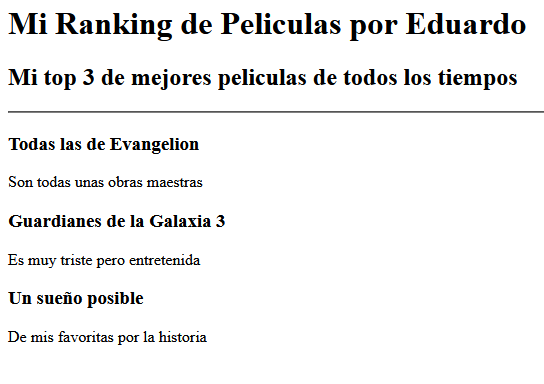 Mi Ranking de Peliculas por Eduardo
Mi top 3 de mejores peliculas de todos los tiempos
Todas las de Evangelion
Son todas unas obras maestras
Guardianes de la Galaxia 3
Es muy triste pero entretenida
Un sueño posible
De mis favoritas por la historia